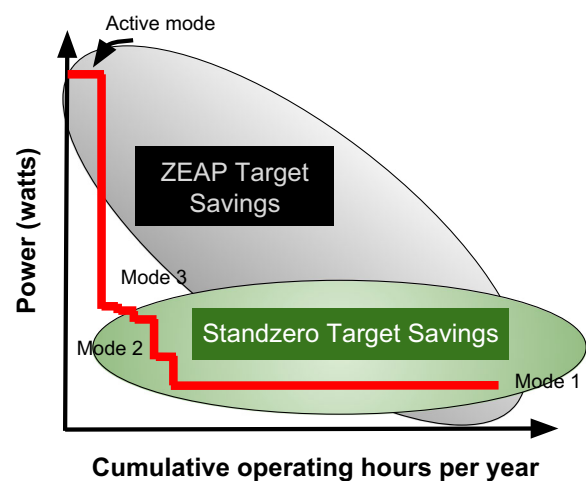 Active mode
ZEAP Target
Savings
Power (watts)
Mode 3
Standzero Target Savings
Mode 2
Mode 1
Cumulative operating hours per year